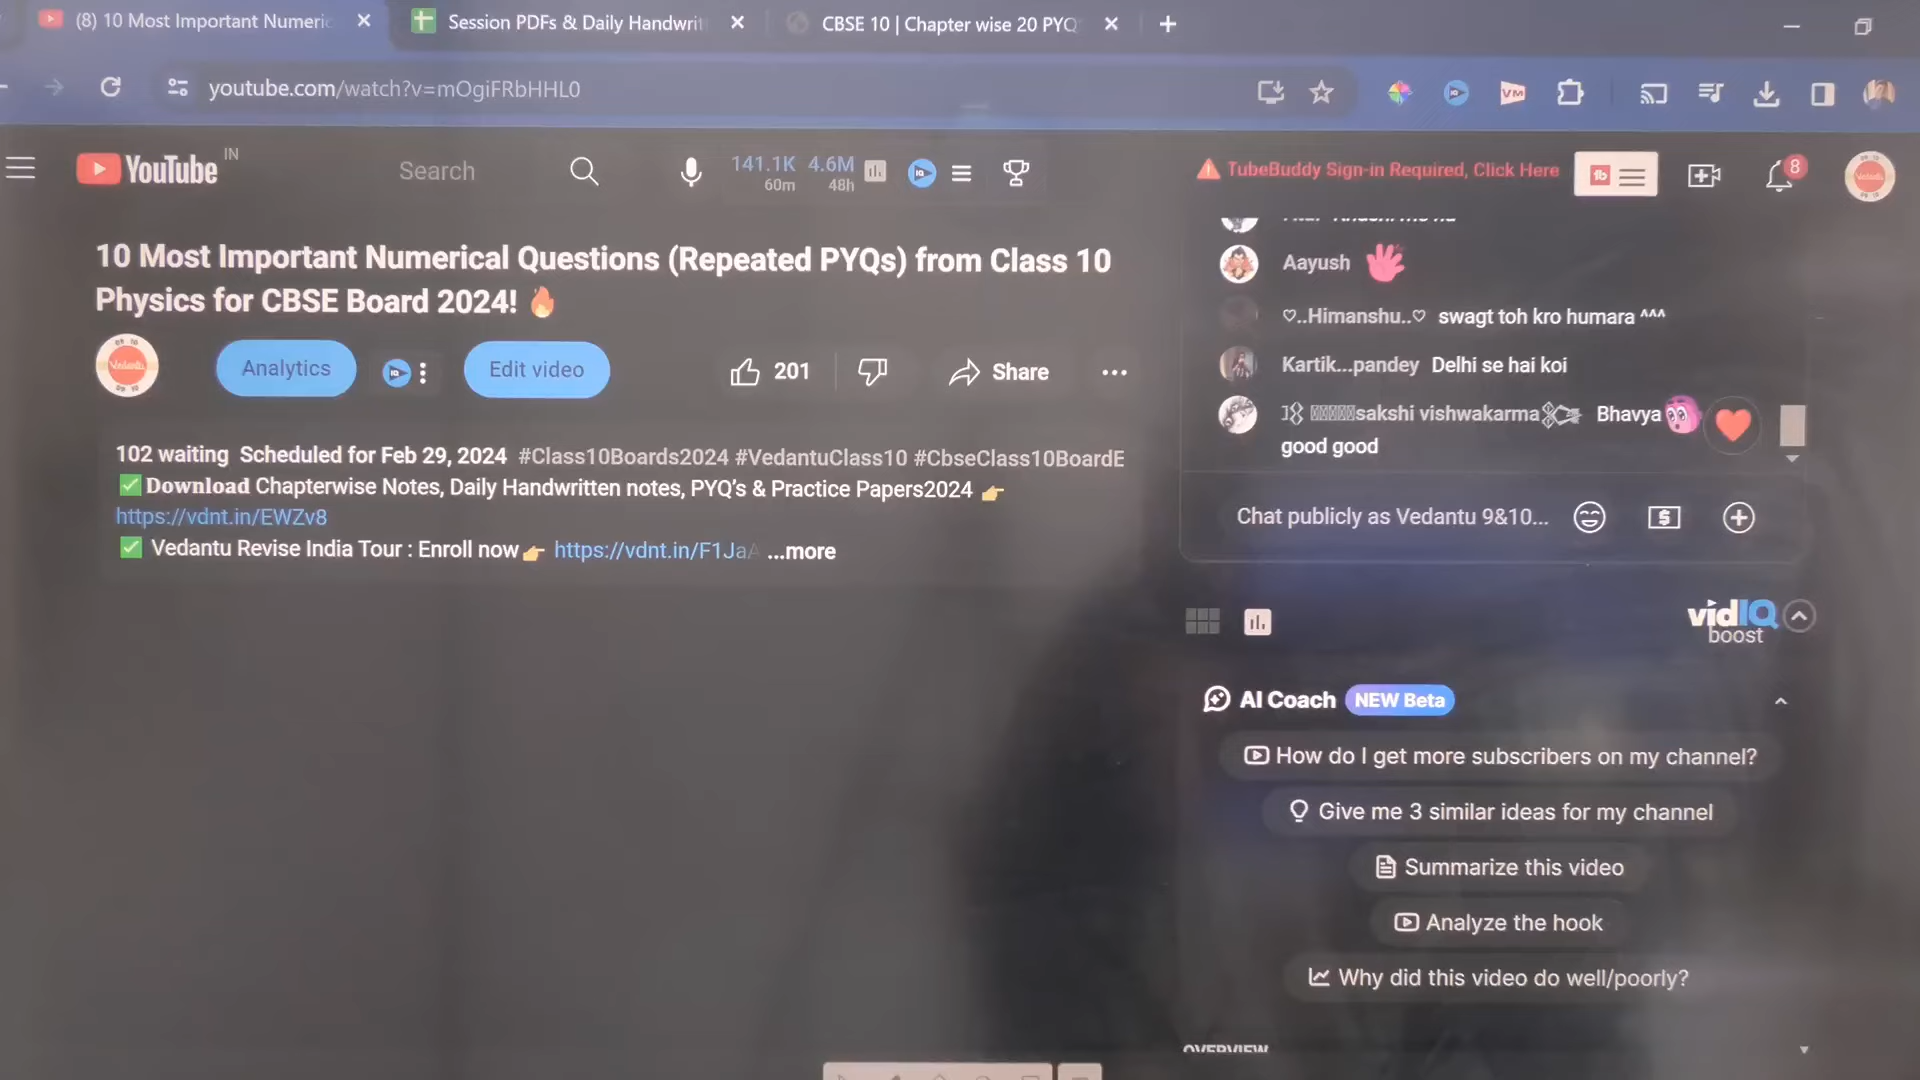 (8) 10 Most Important Numeric
Session PDFs & Daily Handwrit
CBSE 10 | Chapter wise 20 PYQ
youtube.com/watch?v=mOgiFRbHHL0
VM
YouTube IN
Search
141.1K 4.6M
60m 48h
TubeBuddy Sign-in Required, Click Here
8
10 Most Important Numerical Questions (Repeated PYQs) from Class 10
Physics for CBSE Board 2024!
Vedantu
Analytics
Edit video
201
Share
102 waiting Scheduled for Feb 29, 2024 #Class10Boards2024 #VedantuClass10 #CbseClass10BoardE
Download Chapterwise Notes, Daily Handwritten notes, PYQ's & Practice Papers2024
https://vdnt.in/EWZv8
Vedantu Revise India Tour : Enroll now https://vdnt.in/F1JaA ...more
Aayush
♡..Himanshu..♡ swagt toh kro humara ^^^
Kartik...pandey Delhi se hai koi
sakshi vishwakarma Bhavya
good good
Chat publicly as Vedantu 9&10...
vidIQ
boost
AI Coach NEW Beta
How do I get more subscribers on my channel?
Give me 3 similar ideas for my channel
Summarize this video
Analyze the hook
Why did this video do well/poorly?
OVERVIEW